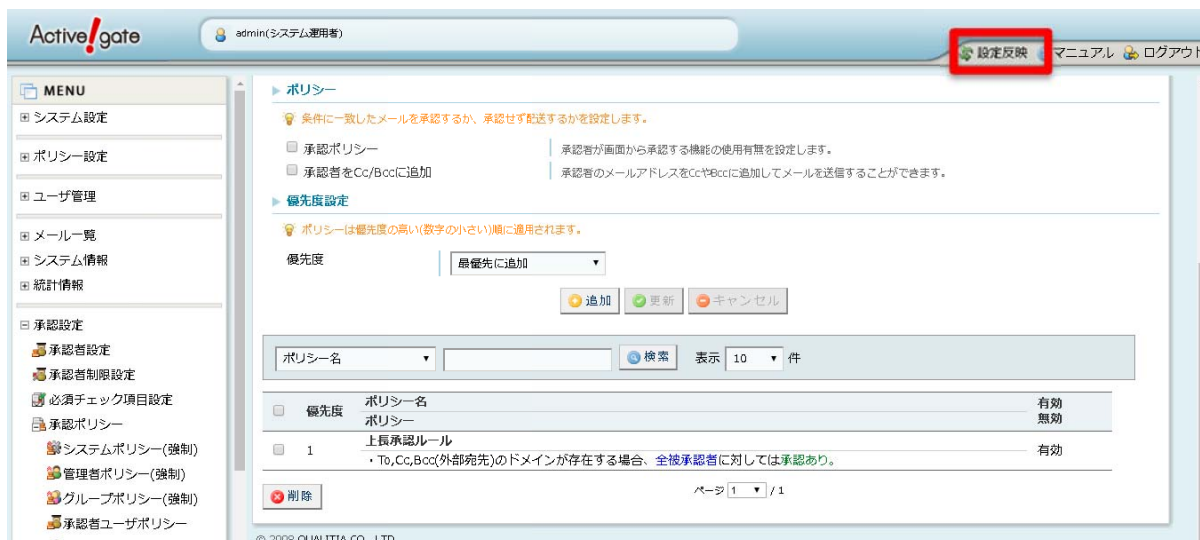 Active!gate
admin(システム運用者)
設定反映 マニュアル ログアウト
MENU
システム設定
ポリシー設定
ユーザ管理
メール一覧
システム情報
統計情報
承認設定
承認者設定
承認者制限設定
必須チェック項目設定
承認ポリシー
システムポリシー(強制)
管理者ポリシー(強制)
グループポリシー(強制)
承認者ユーザポリシー
ポリシー
条件に一致したメールを承認するか、承認せず配送するかを設定します。
承認ポリシー 承認者が画面から承認する機能の使用有無を設定します。
承認者をCc/Bccに追加 承認者のメールアドレスをCcやBccに追加してメールを送信することができます。
優先度設定
ポリシーは優先度の高い(数字の小さい)順に適用されます。
優先度 最優先に追加
追加 更新 キャンセル
ポリシー名 検索 表示 10 件
優先度 ポリシー名 有効
ポリシー 無効
上長承認ルール
1 有効
・To,Cc,Bcc(外部宛先)のドメインが存在する場合、全被承認者に対しては承認あり。
削除 ページ 1 / 1
© 2008 QUALITIA CO., LTD.